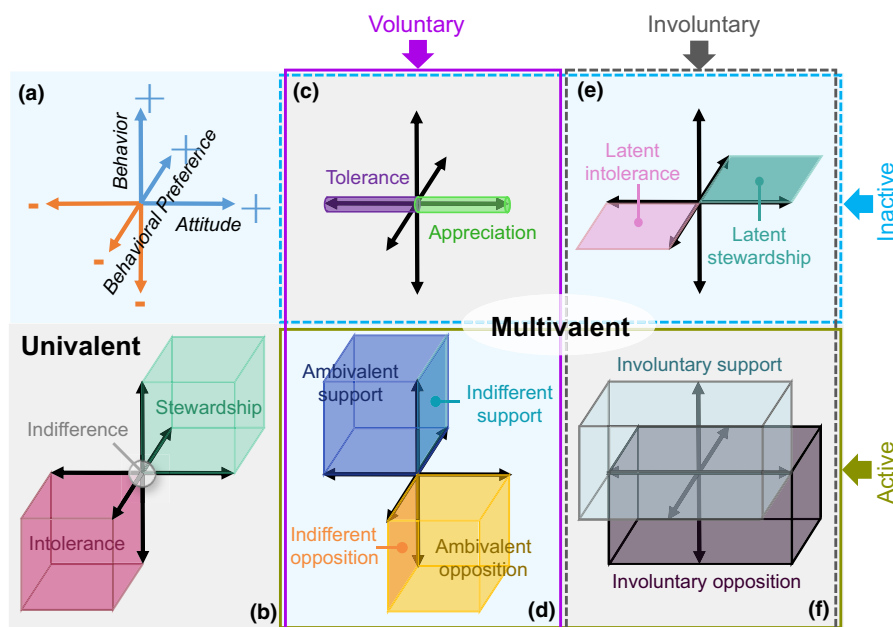 Voluntary
Involuntary
(a)
+
+
+
Behavior
Behavioral Preference
Attitude
-
-
-
(c)
Tolerance
Appreciation
(e)
Latent
intolerance
Latent
stewardship
Inactive
Univalent
Multivalent
Stewardship
Indifference
Intolerance
(b)
Ambivalent
support
Indifferent
support
Indifferent
opposition
Ambivalent
opposition
(d)
Involuntary support
Involuntary opposition
(f)
Active